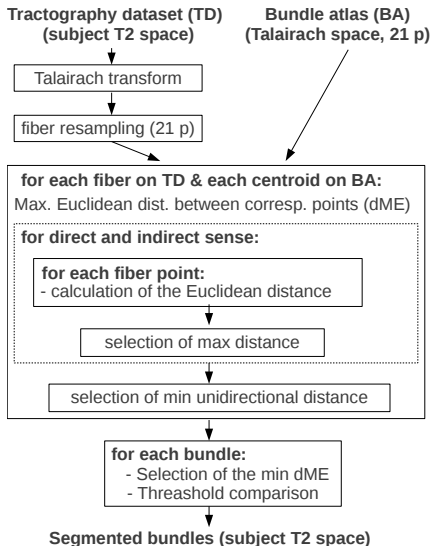 Tractography dataset (TD)
(subject T2 space)
Bundle atlas (BA)
(Talairach space, 21 p)
Talairach transform
fiber resampling (21 p)
for each fiber on TD & each centroid on BA:
Max. Euclidean dist. between corresp. points (dME)
for direct and indirect sense:
for each fiber point:
- calculation of the Euclidean distance
selection of max distance
selection of min unidirectional distance
for each bundle:
- Selection of the min dME
- Threashold comparison
Segmented bundles (subject T2 space)